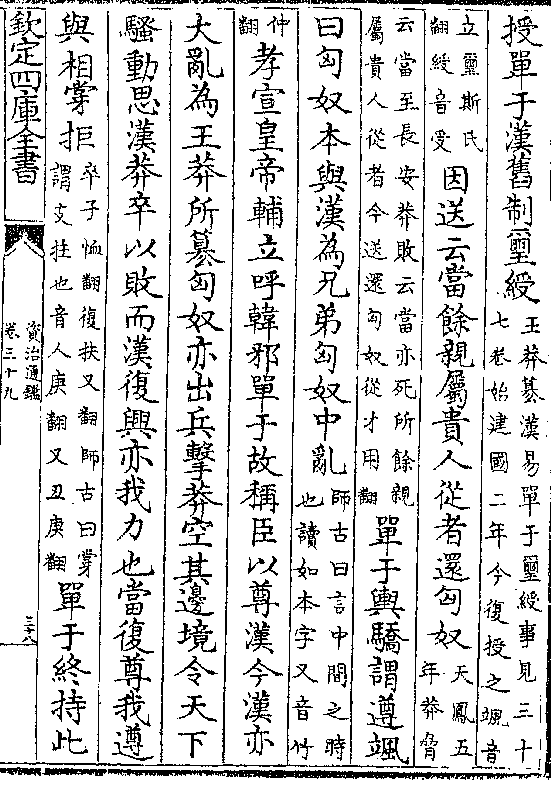 授單于漢舊制璽綬王莽簒漢易單于璽綬事見三十七卷始建國二年今復授之颯音
立璽斯氏翻綬音受因送云當餘親屬貴人從者還匈奴天鳳五年莽脅
云當至長安莽敗云當亦死所餘親屬貴人從者今送還匈奴從才用翻單于輿驕謂遵颯
曰匈奴本與漢為兄弟匈奴中亂師古曰言中間之時也讀如本字又音竹
仲翻孝宣皇帝輔立呼韓邪單于故稱臣以尊漢今漢亦
大亂為王莽所簒匈奴亦出兵擊莽空其邊境令天下
騷動思漢莽卒以敗而漢復興亦我力也當復尊我遵
與相牚拒卒子恤翻復扶又翻師古曰牚謂支拄也音人庚翻又丑庚翻單于終持此
欽定四庫全書
資治通鑑
卷三十九
三十八